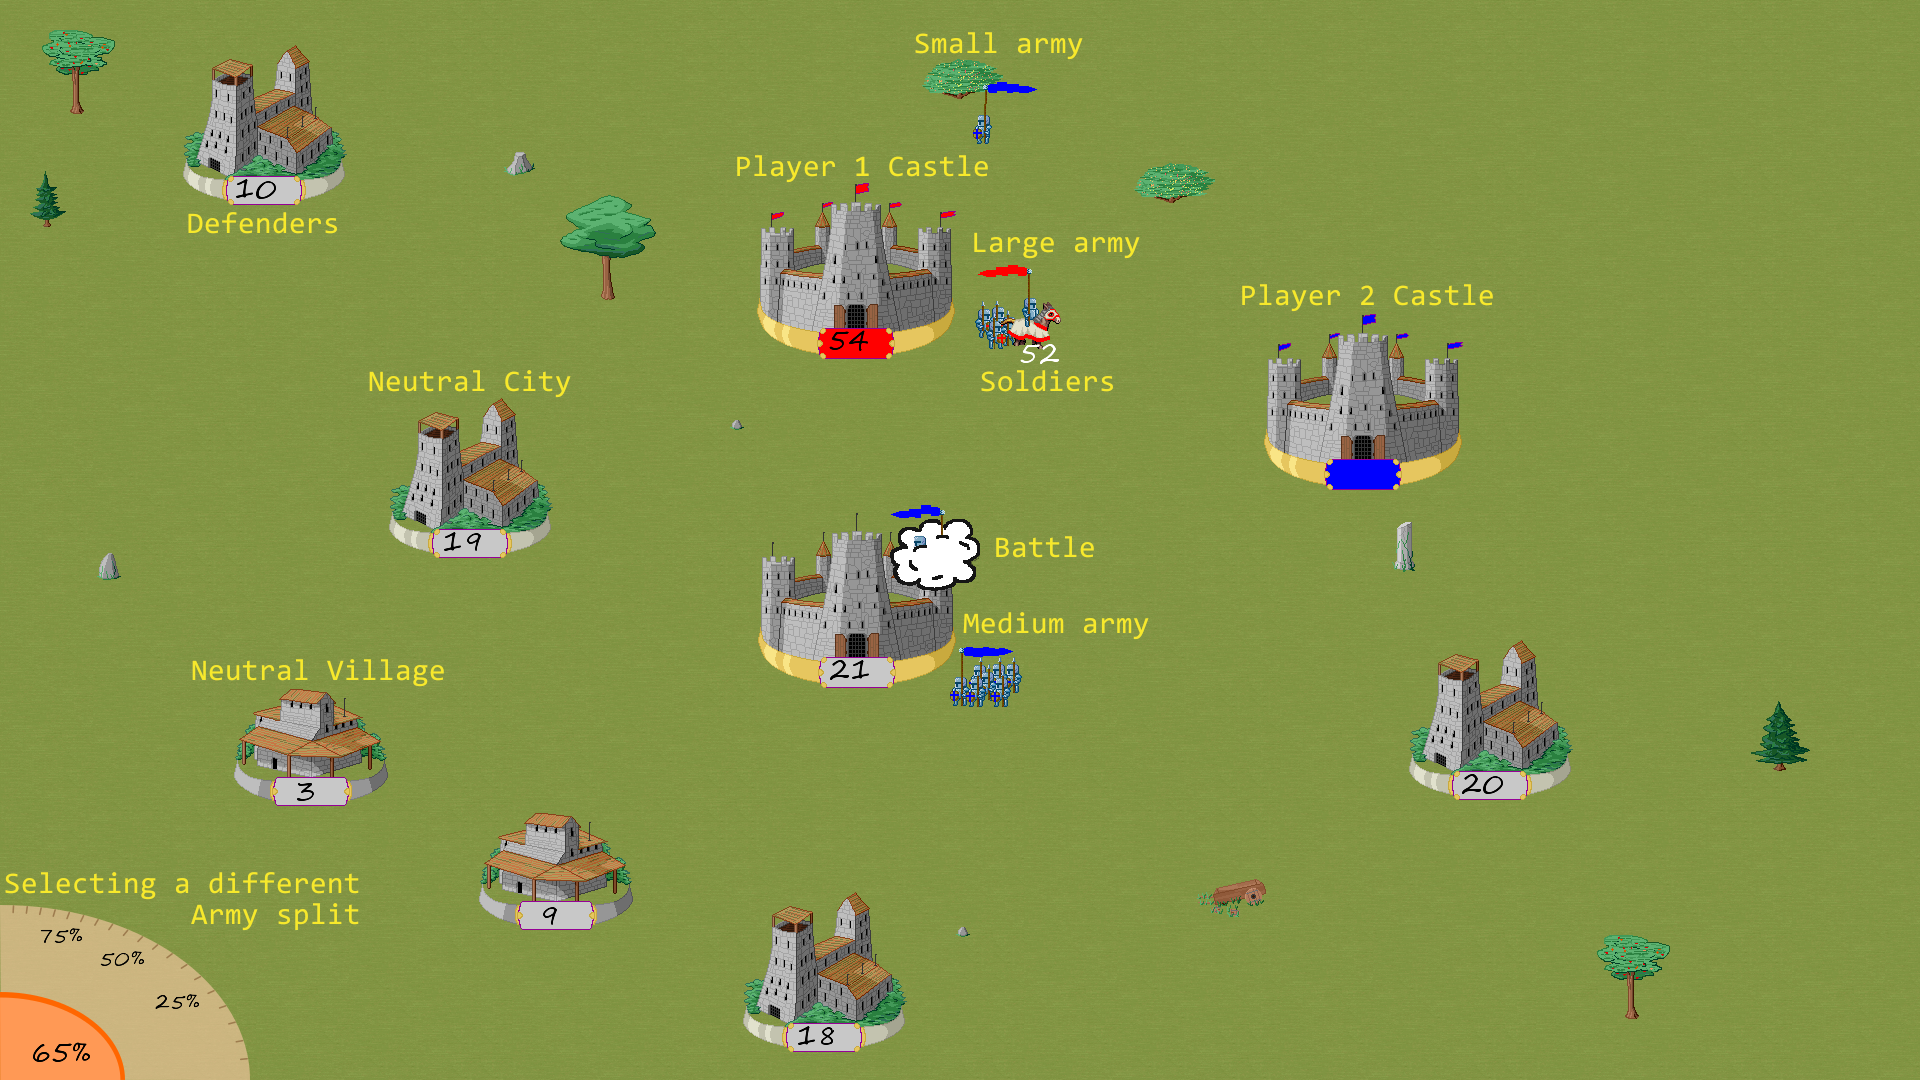 Small army
Player 1 Castle
10
Defenders
Large army
Player 2 Castle
54
52
Soldiers
Neutral City
19
Battle
Medium army
21
Neutral Village
3
20
Selecting a different
Army split
9
75%
50%
25%
65%
18